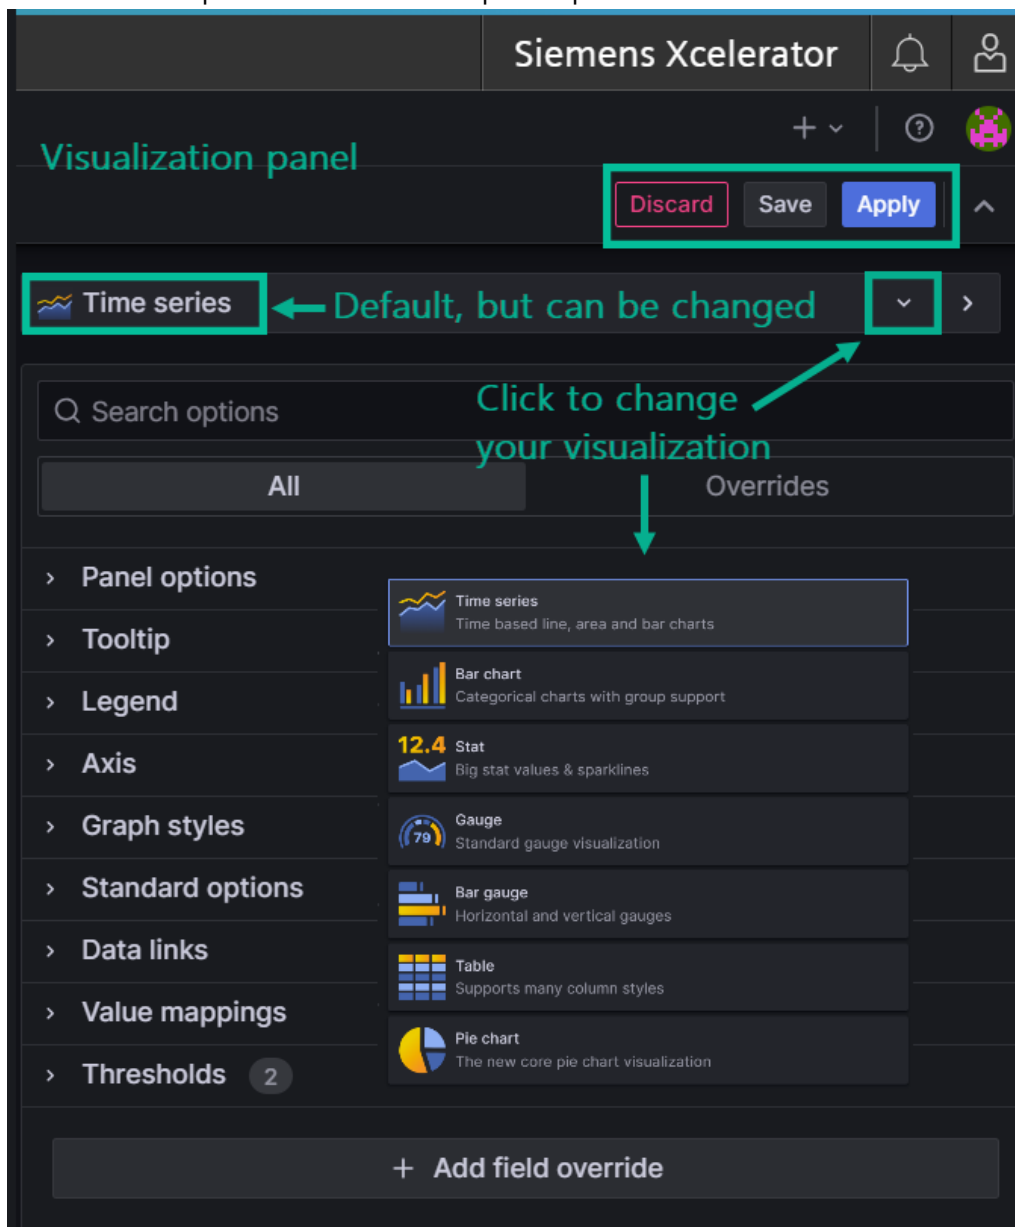 Siemens Xcelerator
Visualization panel
Discard Save Apply
Time series Default, but can be changed
Search options
Click to change
your visualization
All Overrides
Panel options
Tooltip
Legend
Axis
Graph styles
Standard options
Data links
Value mappings
Thresholds 2
Time series
Time based line, area and bar charts
Bar chart
Categorical charts with group support
12.4 Stat
Big stat values & sparklines
Gauge
79 Standard gauge visualization
Bar gauge
Horizontal and vertical gauges
Table
Supports many column styles
Pie chart
The new core pie chart visualization
+ Add field override